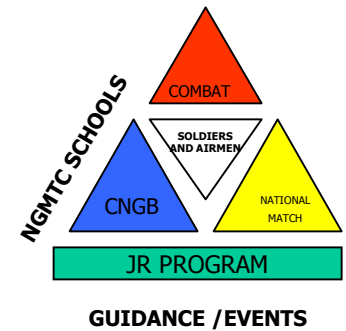 COMBAT
NGMTC SCHOOLS
SOLDIERS
AND AIRMEN
CNGB
NATIONAL
MATCH
JR PROGRAM
GUIDANCE /EVENTS